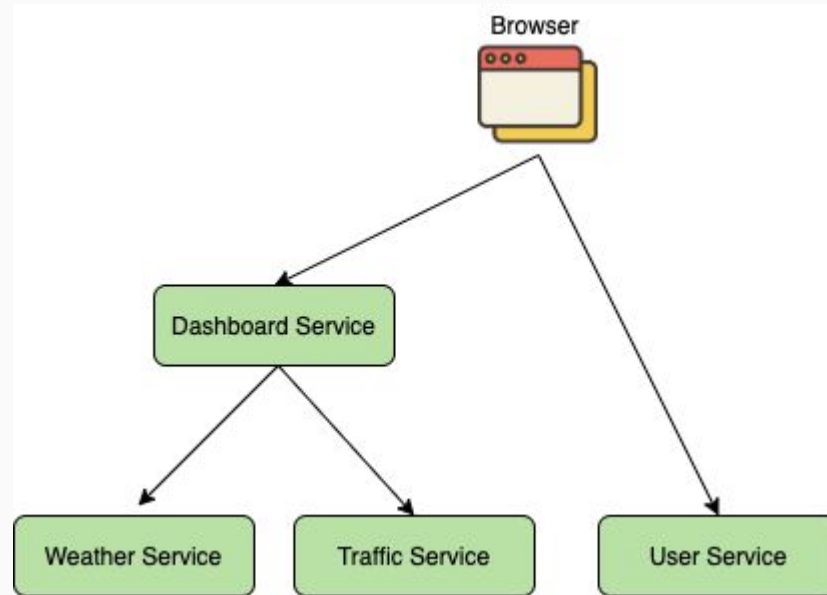 Browser
Dashboard Service
Weather Service
Traffic Service
User Service